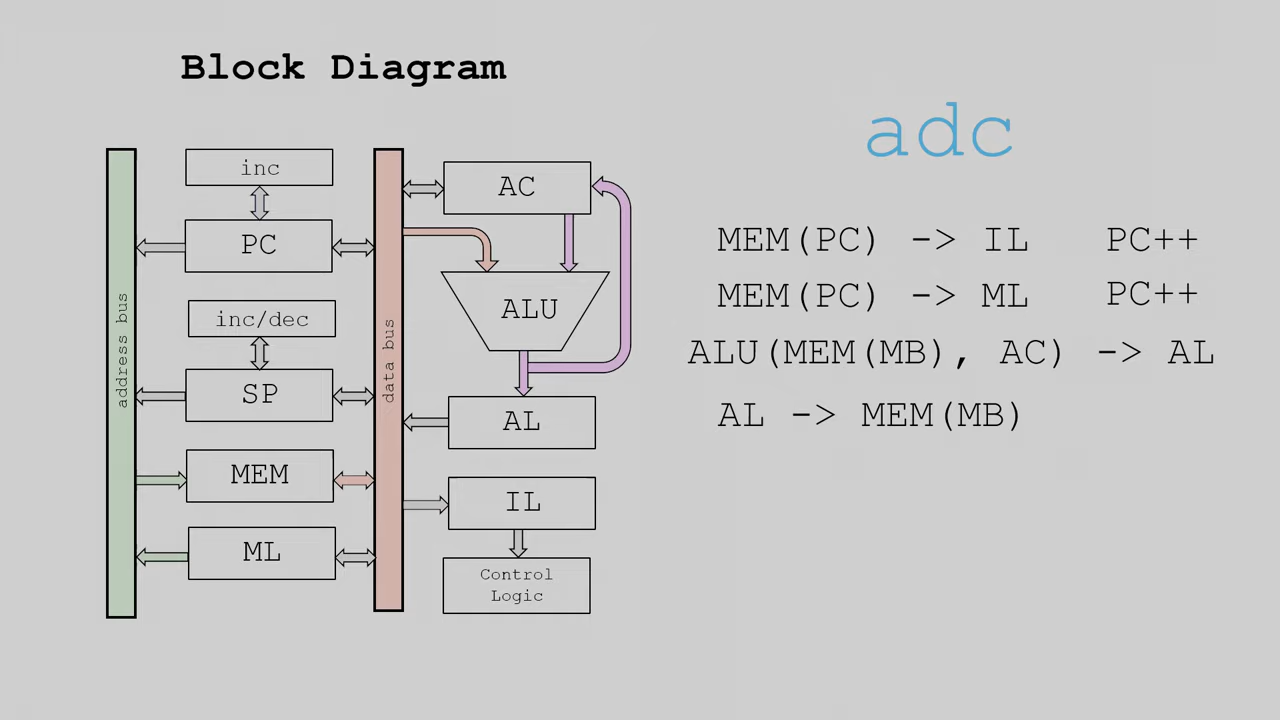 Block Diagram
address bus
inc
PC
inc/dec
SP
MEM
ML
data bus
AC
ALU
AL
IL
Control
Logic
adc
MEM(PC) -> IL PC++
MEM(PC) -> ML PC++
ALU(MEM(MB), AC) -> AL
AL -> MEM(MB)